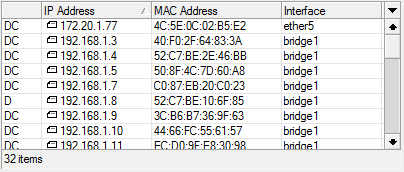 IP Address MAC Address Interface
DC 172.20.1.77 4C:5E:0C:02:B5:E2 ether5
DC 192.168.1.3 40:F0:2F:64:83:3A bridge1
DC 192.168.1.4 52:C7:BE:2E:46:BB bridge1
DC 192.168.1.5 50:8F:4C:7D:60:A8 bridge1
DC 192.168.1.7 C0:87:EB:20:C0:23 bridge1
D 192.168.1.8 52:C7:BE:10:6F:85 bridge1
DC 192.168.1.9 3C:B6:B7:36:9F:63 bridge1
DC 192.168.1.10 44:66:FC:55:61:57 bridge1
DC 192.168.1.11 EC:D0:9F:E8:30:98 bridge1
32 items